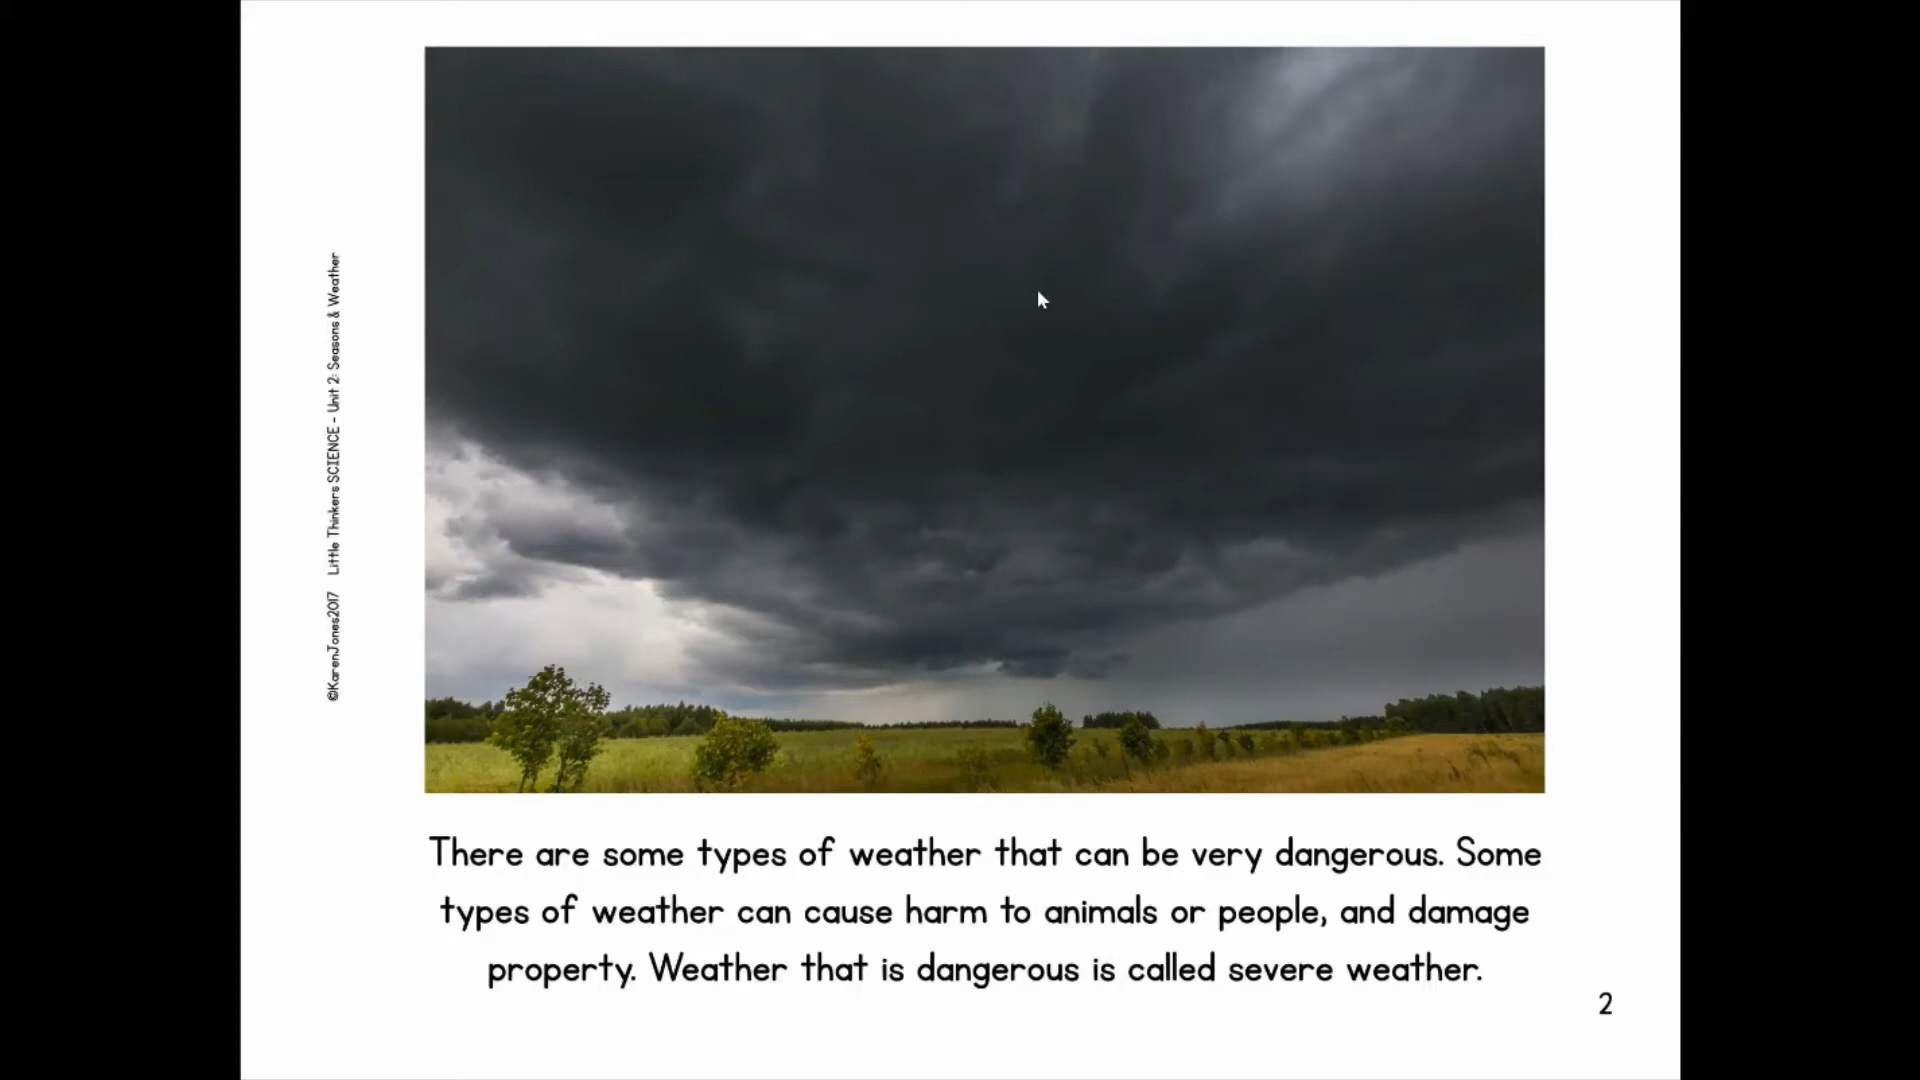 ©KarenJones2017 Little Thinkers SCIENCE - Unit 2: Seasons & Weather
There are some types of weather that can be very dangerous. Some
types of weather can cause harm to animals or people, and damage
property. Weather that is dangerous is called severe weather.
2